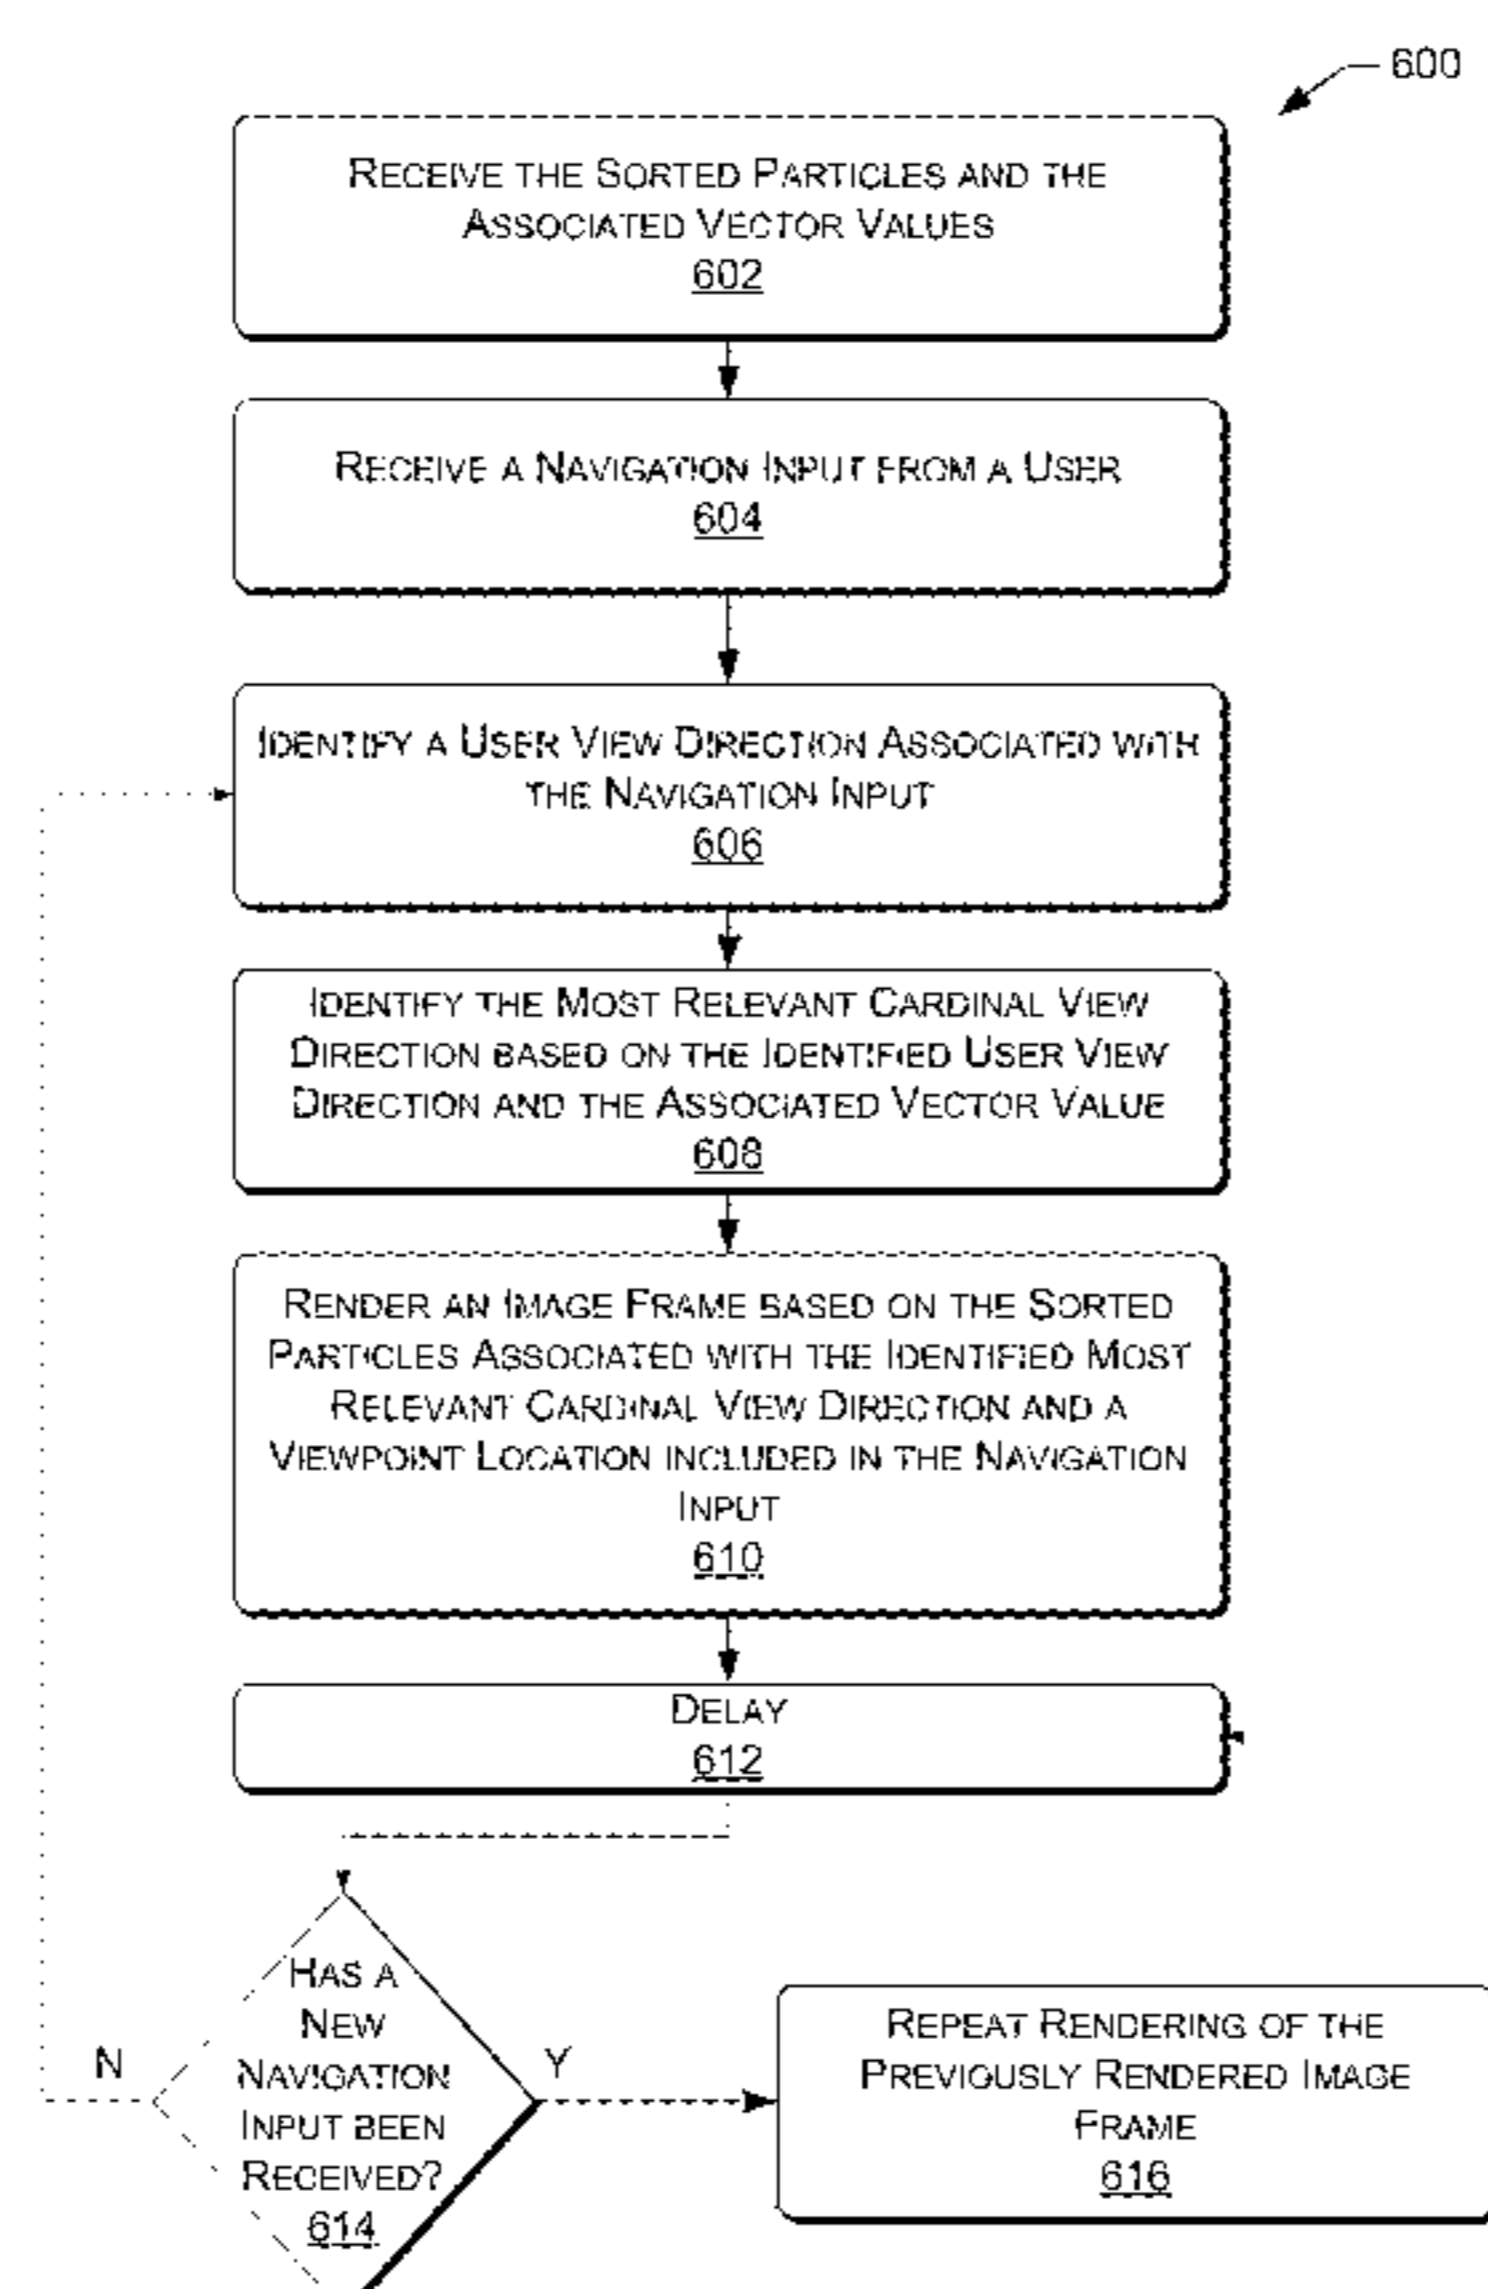 600
RECEIVE THE SORTED PARTICLES AND THE
ASSOCIATED VECTOR VALUES
602
RECEIVE A NAVIGATION INPUT FROM A USER
604
IDENTIFY A USER VIEW DIRECTION ASSOCIATED WITH
THE NAVIGATION INPUT
606
IDENTIFY THE MOST RELEVANT CARDINAL VIEW
DIRECTION BASED ON THE IDENTIFIED USER VIEW
DIRECTION AND THE ASSOCIATED VECTOR VALUE
608
RENDER AN IMAGE FRAME BASED ON THE SORTED
PARTICLES ASSOCIATED WITH THE IDENTIFIED MOST
RELEVANT CARDINAL VIEW DIRECTION AND A
VIEWPOINT LOCATION INCLUDED IN THE NAVIGATION
INPUT
610
DELAY
612
HAS A
NEW
NAVIGATION
INPUT BEEN
RECEIVED?
614
N
Y
REPEAT RENDERING OF THE
PREVIOUSLY RENDERED IMAGE
FRAME
616